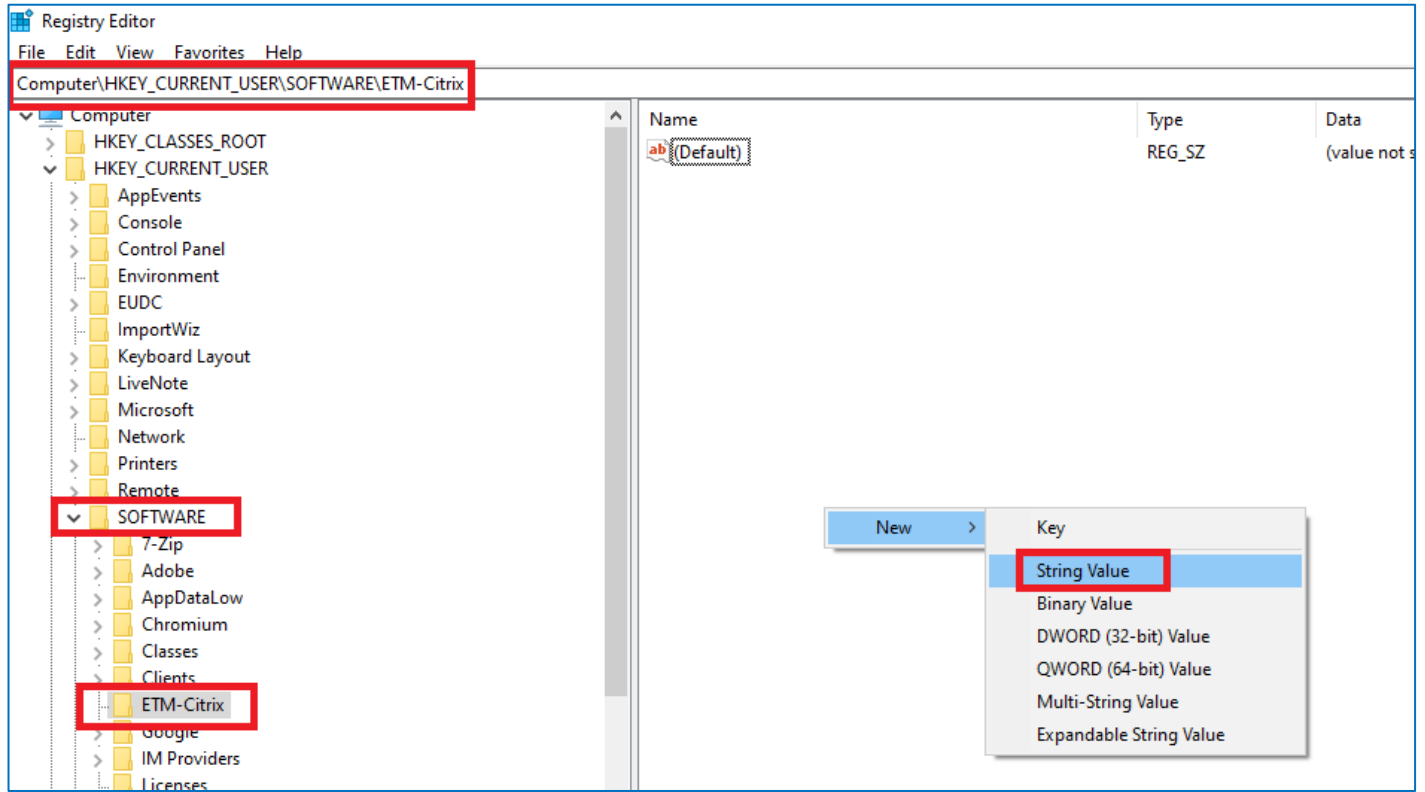 Registry Editor
File Edit View Favorites Help
Computer\HKEY_CURRENT_USER\SOFTWARE\ETM-Citrix
Computer
HKEY_CLASSES_ROOT
HKEY_CURRENT_USER
AppEvents
Console
Control Panel
Environment
EUDC
ImportWiz
Keyboard Layout
LiveNote
Microsoft
Network
Printers
Remote
SOFTWARE
7-Zip
Adobe
AppDataLow
Chromium
Classes
Clients
ETM-Citrix
Google
IM Providers
Licenses
Name Type Data
ab (Default) REG_SZ (value not s
New
Key
String Value
Binary Value
DWORD (32-bit) Value
QWORD (64-bit) Value
Multi-String Value
Expandable String Value